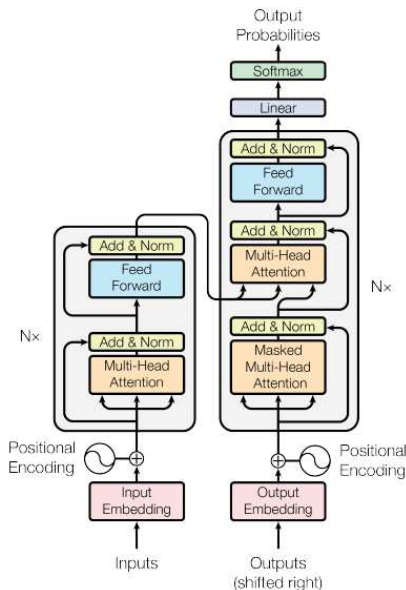 Output
Probabilities
Softmax
Linear
Add & Norm
Feed
Forward
Add & Norm
Multi-Head
Attention
Add & Norm
Masked
Multi-Head
Attention
N×
Positional
Encoding
Output
Embedding
Outputs
(shifted right)
Add & Norm
Feed
Forward
Add & Norm
Multi-Head
Attention
N×
Positional
Encoding
Input
Embedding
Inputs